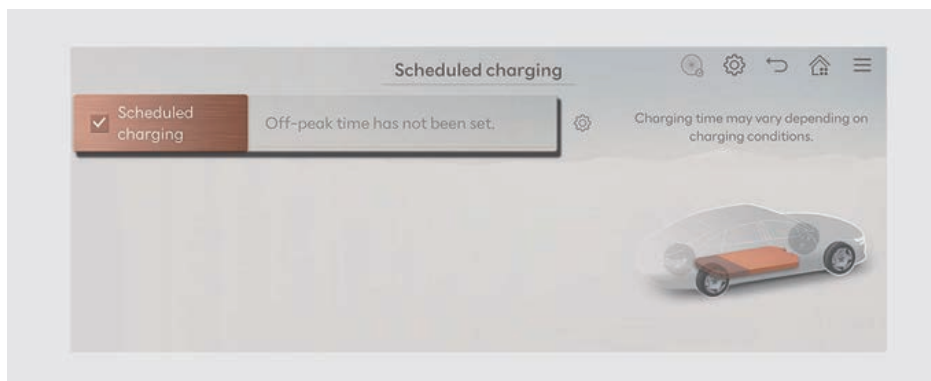 Scheduled charging
Scheduled
charging
Off-peak time has not been set.
Charging time may vary depending on
charging conditions.